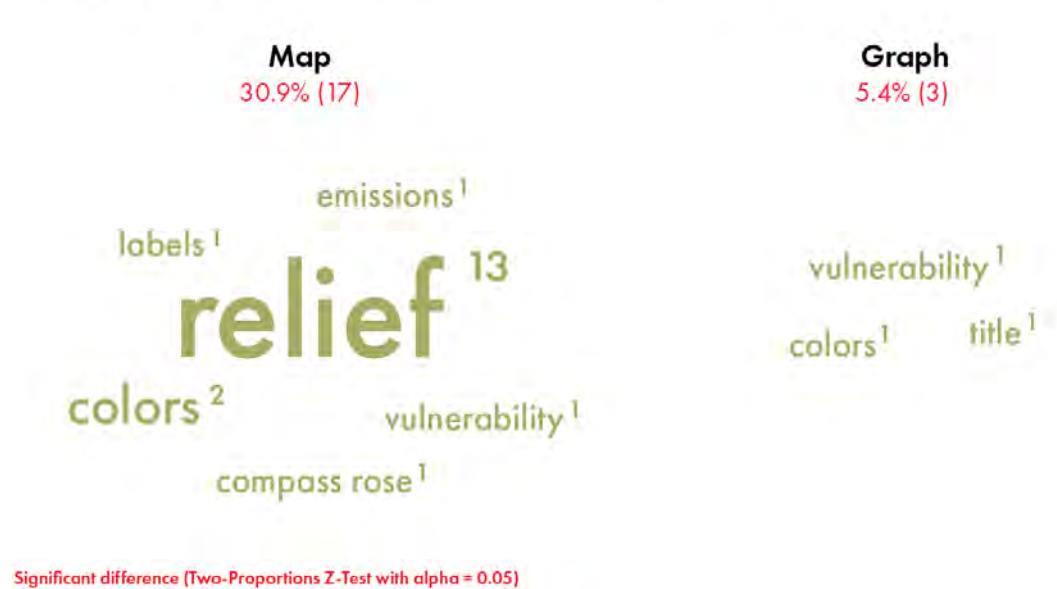 Map
30.9% (17)
Graph
5.4% (3)
emissions 1
labels 1
relief 13
colors 2
vulnerability 1
compass rose 1
vulnerability 1
colors 1
title 1
Significant difference (Two-Proportions Z-Test with alpha = 0.05)